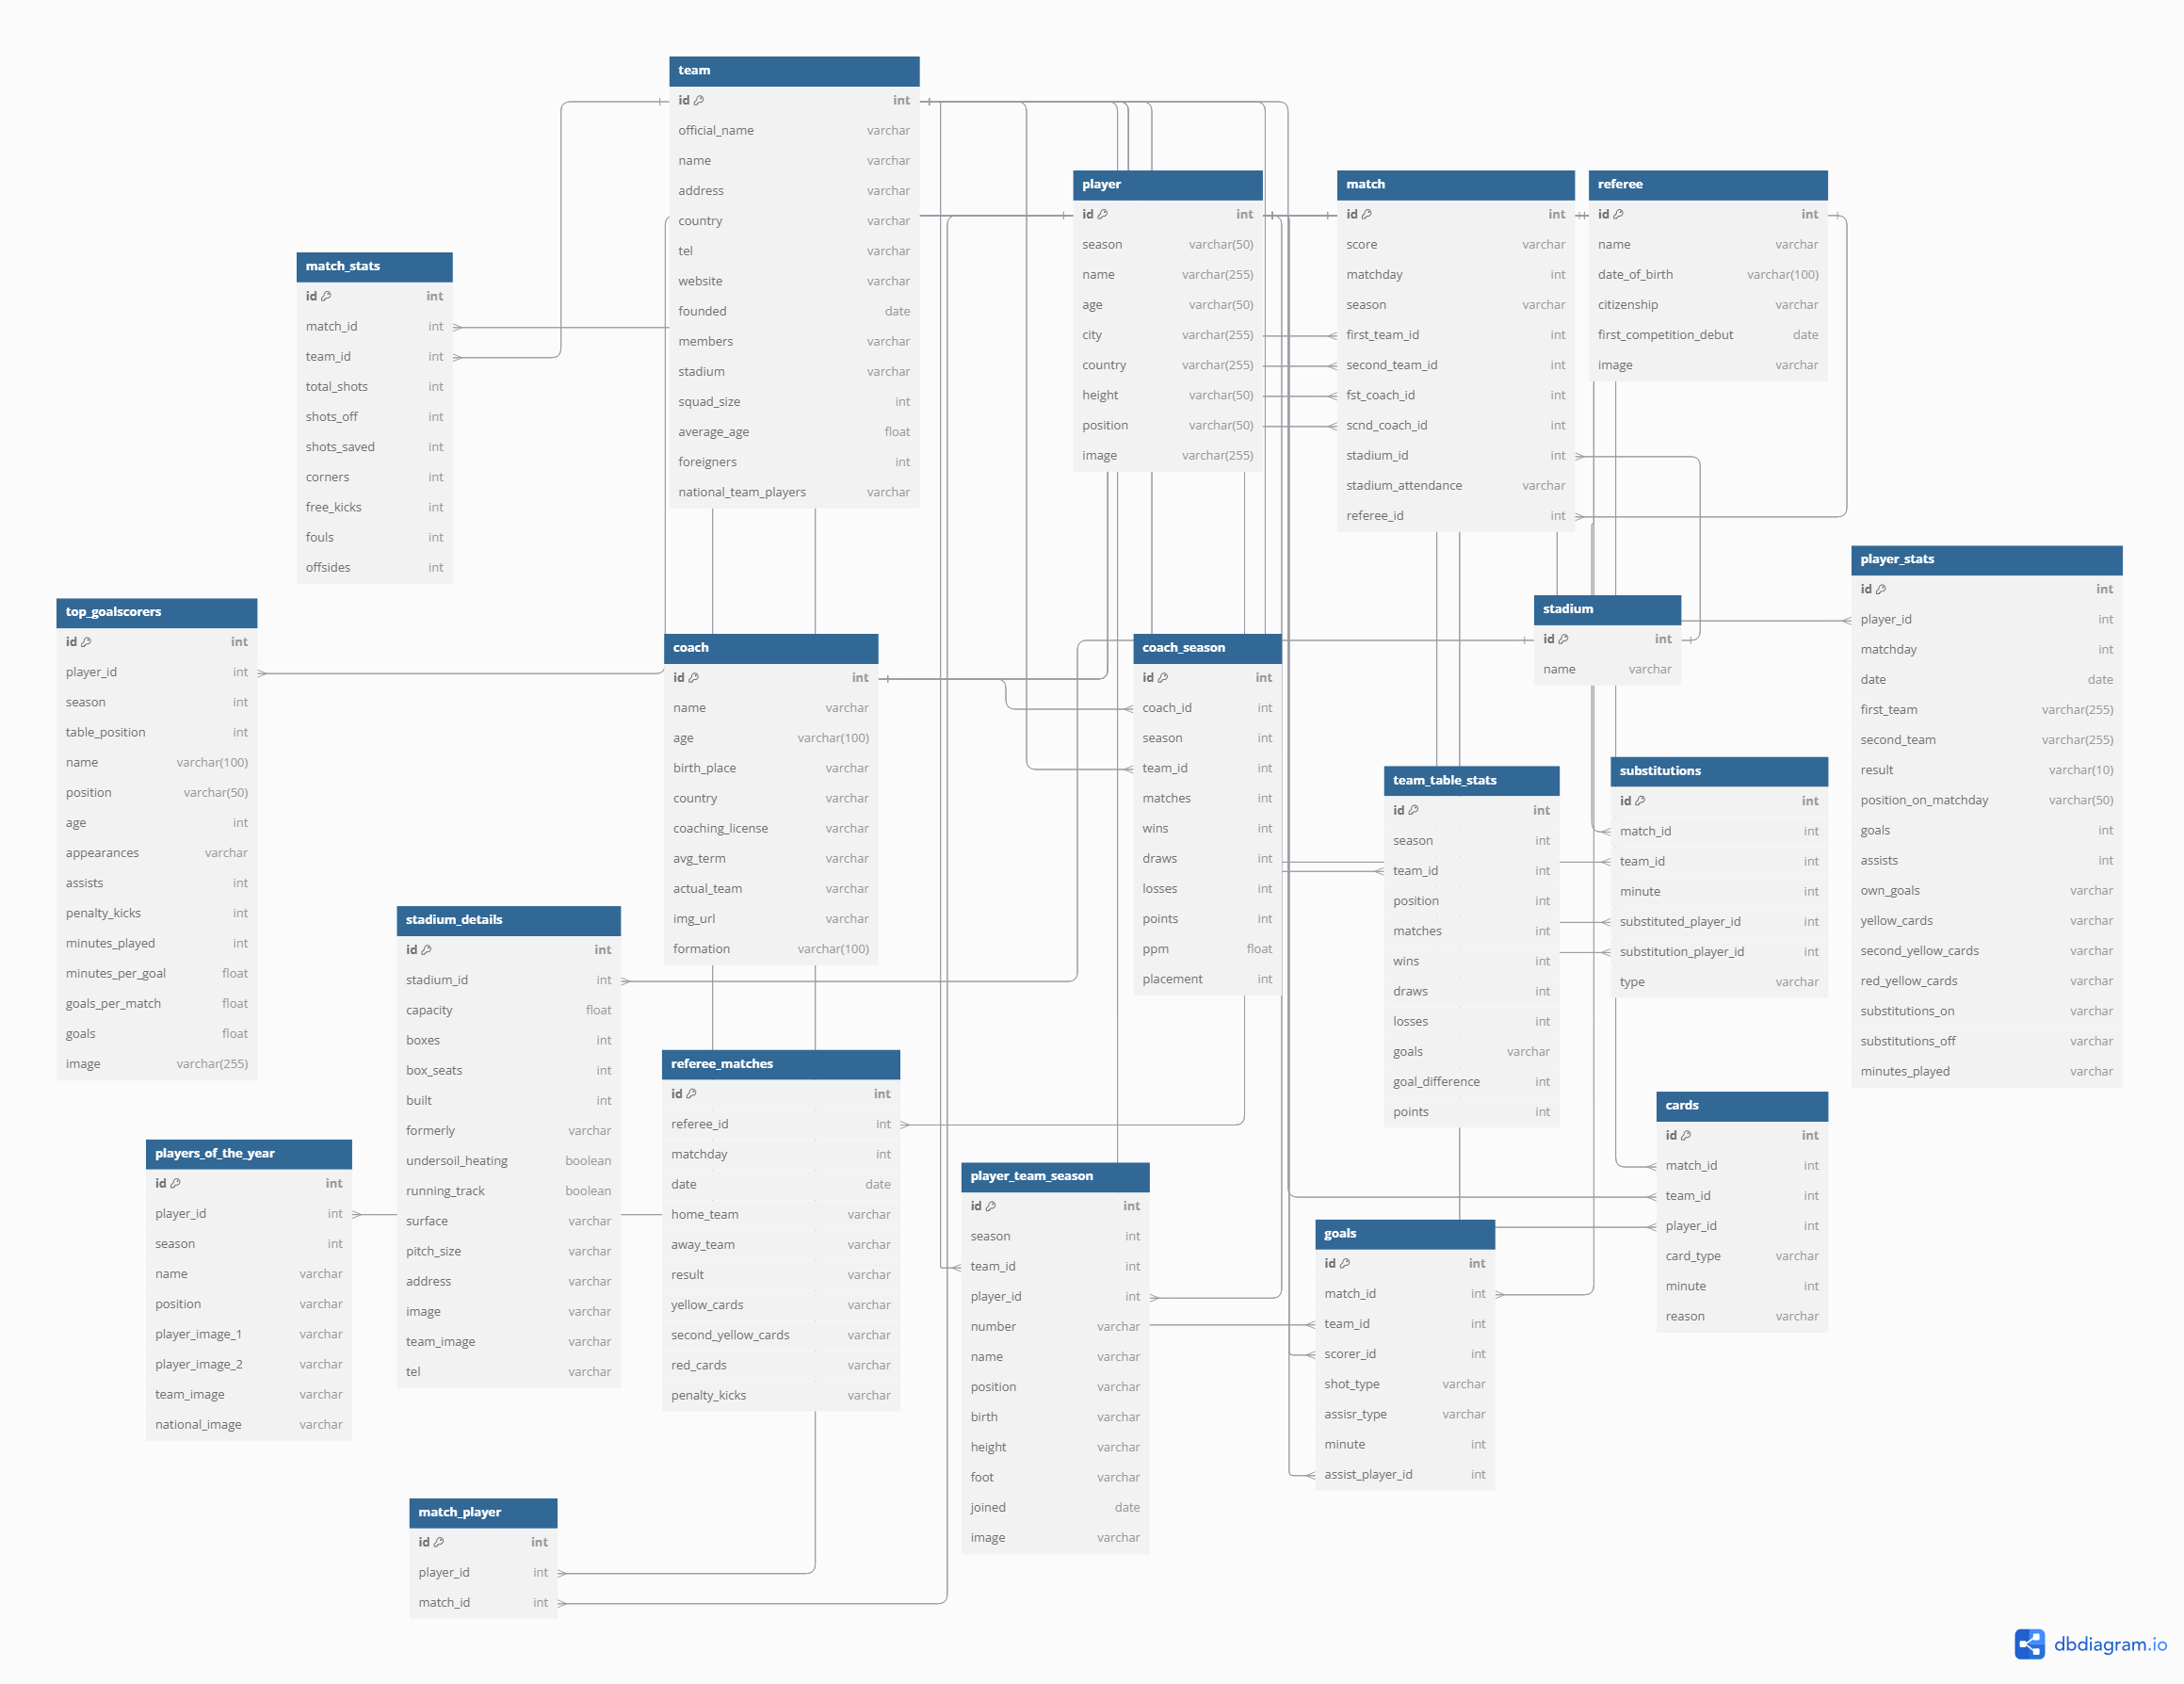 team
id int
official_name varchar
name varchar
address varchar
country varchar
tel varchar
website varchar
founded date
members varchar
stadium varchar
squad_size int
average_age float
foreigners int
national_team_players varchar
player
id int
season varchar(50)
name varchar(255)
age varchar(50)
city varchar(255)
country varchar(255)
height varchar(50)
position varchar(50)
image varchar(255)
match
id int
score varchar
matchday int
season varchar
first_team_id int
second_team_id int
fst_coach_id int
scnd_coach_id int
stadium_id int
stadium_attendance varchar
referee_id int
referee
id int
name varchar
date_of_birth varchar(100)
citizenship varchar
first_competition_debut date
image varchar
match_stats
id int
match_id int
team_id int
total_shots int
shots_off int
shots_saved int
corners int
free_kicks int
fouls int
offsides int
player_stats
id int
player_id int
matchday int
date date
first_team varchar(255)
second_team varchar(255)
result varchar(10)
position_on_matchday varchar(50)
goals int
assists int
own_goals varchar
yellow_cards varchar
second_yellow_cards varchar
red_yellow_cards varchar
substitutions_on varchar
substitutions_off varchar
minutes_played varchar
top_goalscorers
id int
player_id int
season int
table_position int
name varchar(100)
position varchar(50)
age int
appearances varchar
assists int
penalty_kicks int
minutes_played int
minutes_per_goal float
goals_per_match float
goals float
image varchar(255)
coach
id int
name varchar
age varchar(100)
birth_place varchar
country varchar
coaching_license varchar
avg_term varchar
actual_team varchar
img_url varchar
formation varchar(100)
coach_season
id int
coach_id int
season int
team_id int
matches int
wins int
draws int
losses int
points int
ppm float
placement int
stadium
id int
name varchar
team_table_stats
id int
season int
team_id int
position int
matches int
wins int
draws int
losses int
goals varchar
goal_difference int
points int
substitutions
id int
match_id int
team_id int
minute int
substituted_player_id int
substitution_player_id int
type varchar
stadium_details
id int
stadium_id int
capacity float
boxes int
box_seats int
built int
formerly varchar
undersoil_heating boolean
running_track boolean
surface varchar
pitch_size varchar
address varchar
image varchar
team_image varchar
tel varchar
referee_matches
id int
referee_id int
matchday int
date date
home_team varchar
away_team varchar
result varchar
yellow_cards varchar
second_yellow_cards varchar
red_cards varchar
penalty_kicks varchar
cards
id int
match_id int
team_id int
player_id int
card_type varchar
minute int
reason varchar
players_of_the_year
id int
player_id int
season int
name varchar
position varchar
player_image_1 varchar
player_image_2 varchar
team_image varchar
national_image varchar
player_team_season
id int
season int
team_id int
player_id int
number varchar
name varchar
position varchar
birth varchar
height varchar
foot varchar
joined date
image varchar
goals
id int
match_id int
team_id int
scorer_id int
shot_type varchar
assisr_type varchar
minute int
assist_player_id int
match_player
id int
player_id int
match_id int
dbdiagram.io